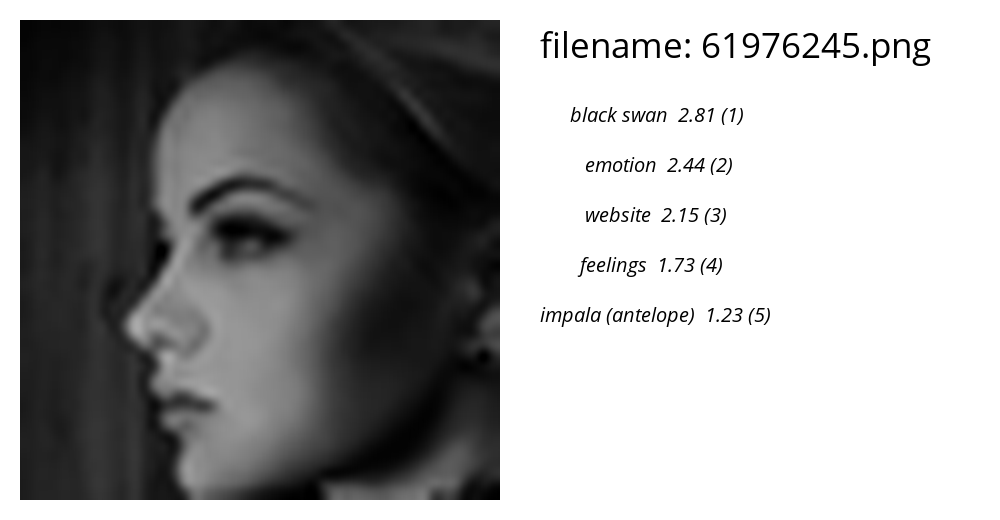 filename: 61976245.png
black swan 2.81 (1)
emotion 2.44 (2)
website 2.15 (3)
feelings 1.73 (4)
impala (antelope) 1.23 (5)